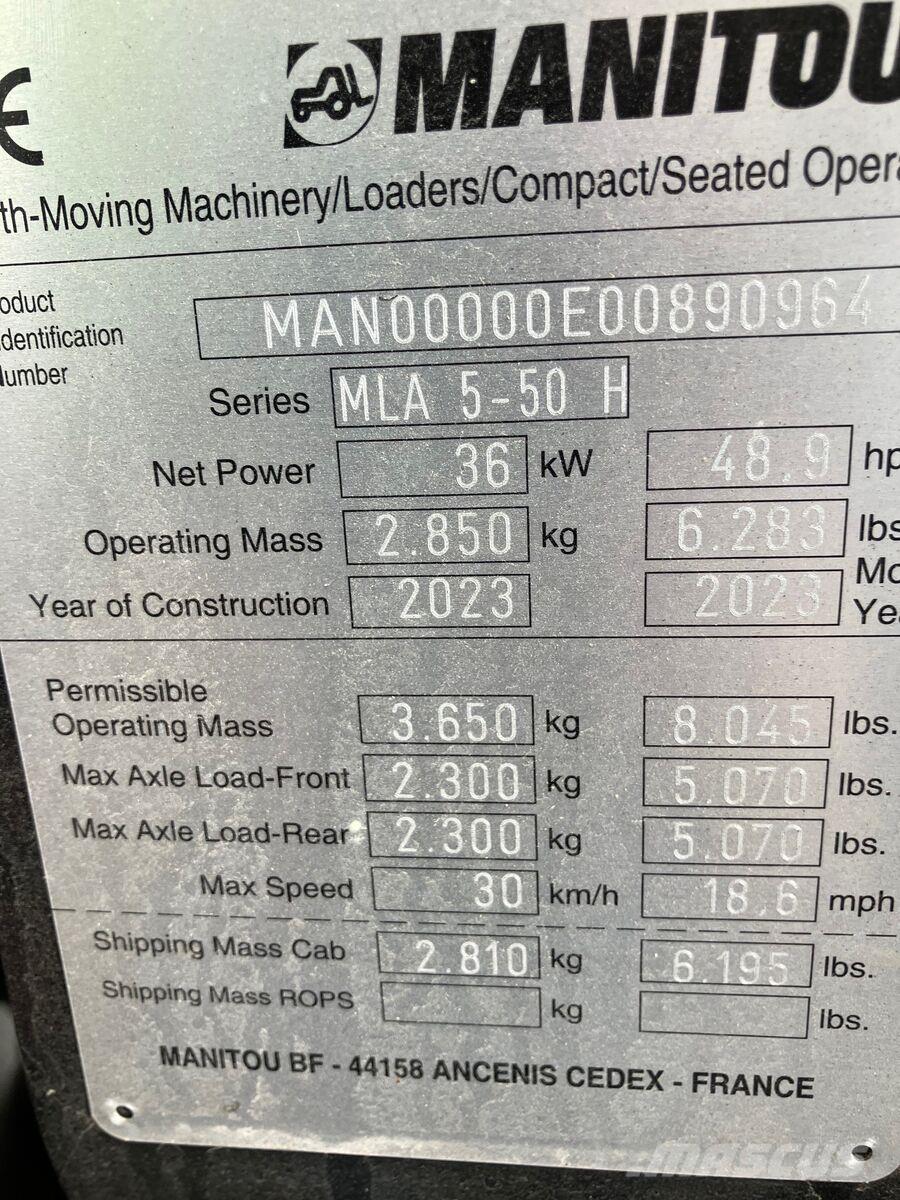 CE
MANITOU
th-Moving Machinery/Loaders/Compact/Seated Opera
oduct
dentification
Number
MAN00000E00890964
Series MLA 5-50 H
Net Power 36 kW 48.9 hp
Operating Mass 2.850 kg 6.283 lbs
Year of Construction 2023 2023 Mo
Yea
Permissible
Operating Mass 3.650 kg 8.045 lbs.
Max Axle Load-Front 2.300 kg 5.070 lbs.
Max Axle Load-Rear 2.300 kg 5.070 lbs.
Max Speed 30 km/h 18,6 mph
Shipping Mass Cab 2.810 kg 6.195 lbs.
Shipping Mass ROPS kg lbs.
MANITOU BF - 44158 ANCENIS CEDEX - FRANCE
MASCUS